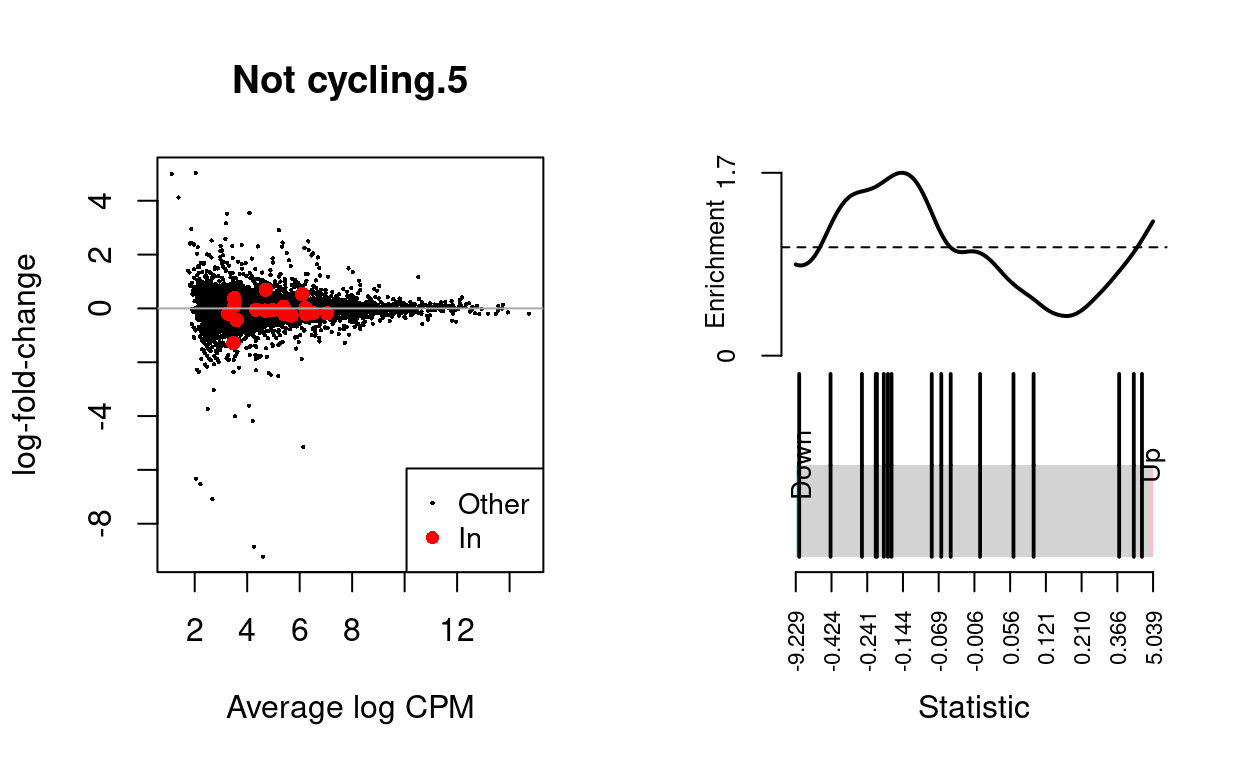 Not cycling.5
log-fold-change
4
2
0
-4
-8
Other
In
2 4 6 8 12
Average log CPM
Enrichment
1.7
0
Down
Up
-9.229 -0.424 -0.241 -0.144 -0.069 -0.006 0.056 0.121 0.210 0.366 5.039
Statistic